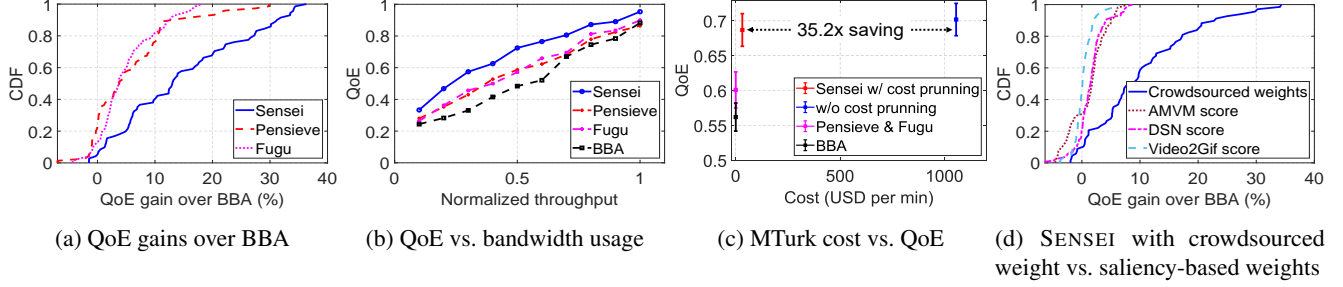 1
0.8
0.6
0.4
0.2
0
CDF
0
10
20
30
40
QoE gain over BBA (%)
Sensei
Pensieve
Fugu
(a) QoE gains over BBA
1
0.8
0.6
0.4
0.2
0
QoE
0
0.5
1
Normalized throughput
Sensei
Pensieve
Fugu
BBA
(b) QoE vs. bandwidth usage
0.7
0.65
0.6
0.55
0.5
QoE
0
500
1000
Cost (USD per min)
35.2x saving
Sensei w/ cost prunning
w/o cost prunning
Pensieve & Fugu
BBA
(c) MTurk cost vs. QoE
1
0.8
0.6
0.4
0.2
0
CDF
0
10
20
30
40
QoE gain over BBA (%)
Crowdsourced weights
AMVM score
DSN score
Video2Gif score
(d) SENSEI with crowdsourced
weight vs. saliency-based weights